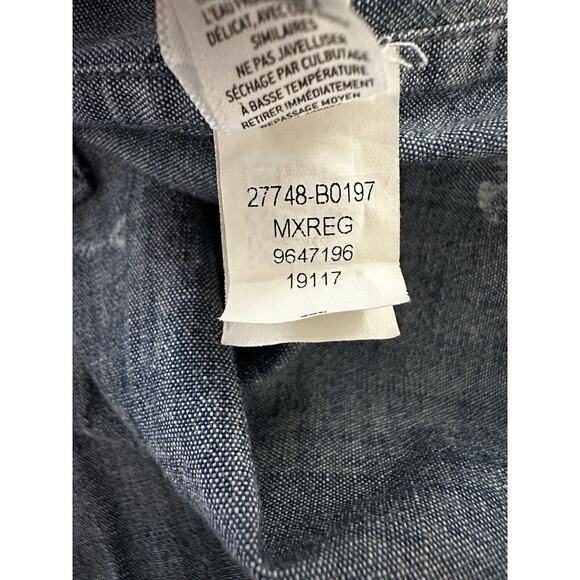 L'EAU
DÉLICAT, AVEC
SIMILAIRES
NE PAS JAVELLISER
SÉCHAGE PAR CULBUTAGE
À BASSE TEMPÉRATURE
RETIRER IMMÉDIATEMENT
REPASSAGE MOYEN
27748-B0197
MXREG
9647196
19117